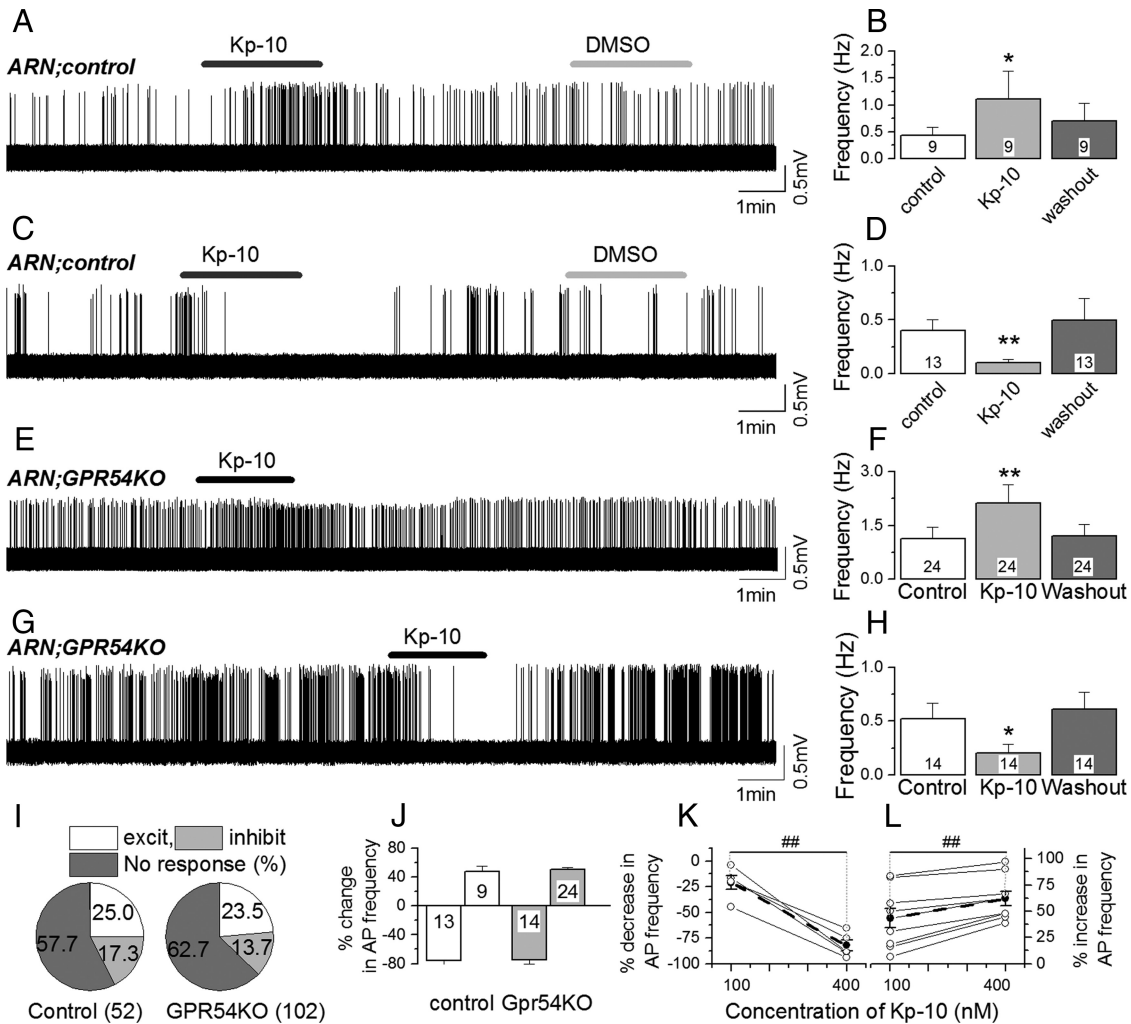 A
ARN;control
Kp-10
DMSO
1min
0.5mV
B
Frequency (Hz)
2.0
1.5
1.0
0.5
0.0
9
9
9
*
control
Kp-10
washout
C
ARN;control
Kp-10
DMSO
1min
0.5mV
D
Frequency (Hz)
1.0
0.5
0.0
13
**
13
control
Kp-10
washout
E
ARN;GPR54KO
Kp-10
1min
0.5mV
F
Frequency (Hz)
3.0
1.5
0.0
24
24
24
**
Control Kp-10 Washout
G
ARN;GPR54KO
Kp-10
1min
0.5mV
H
Frequency (Hz)
1.0
0.5
0.0
14
14
14
*
Control Kp-10 Washout
I
excit, inhibit
No response (%)
25.0
17.3
57.7
Control (52)
23.5
13.7
62.7
GPR54KO (102)
J
% change
in AP frequency
80
40
0
-40
-80
13
9
14
24
control Gpr54KO
K
% decrease in
AP frequency
0
-25
-50
-75
-100
##
100
400
L
##
100
75
50
25
0
% increase in
AP frequency
100
400
Concentration of Kp-10 (nM)